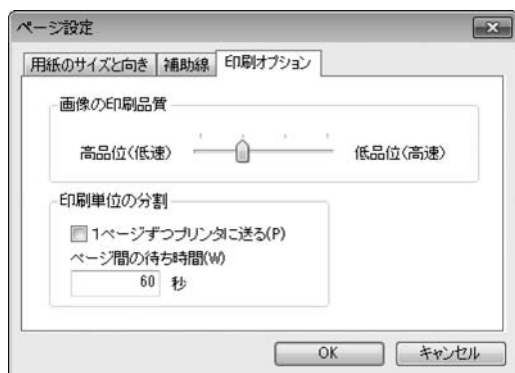 ページ設定
用紙のサイズと向き 補助線 印刷オプション
画像の印刷品質
高品位(低速) 低品位(高速)
印刷単位の分割
1ページずつプリンタに送る(P)
ページ間の待ち時間(W)
60 秒
OK キャンセル